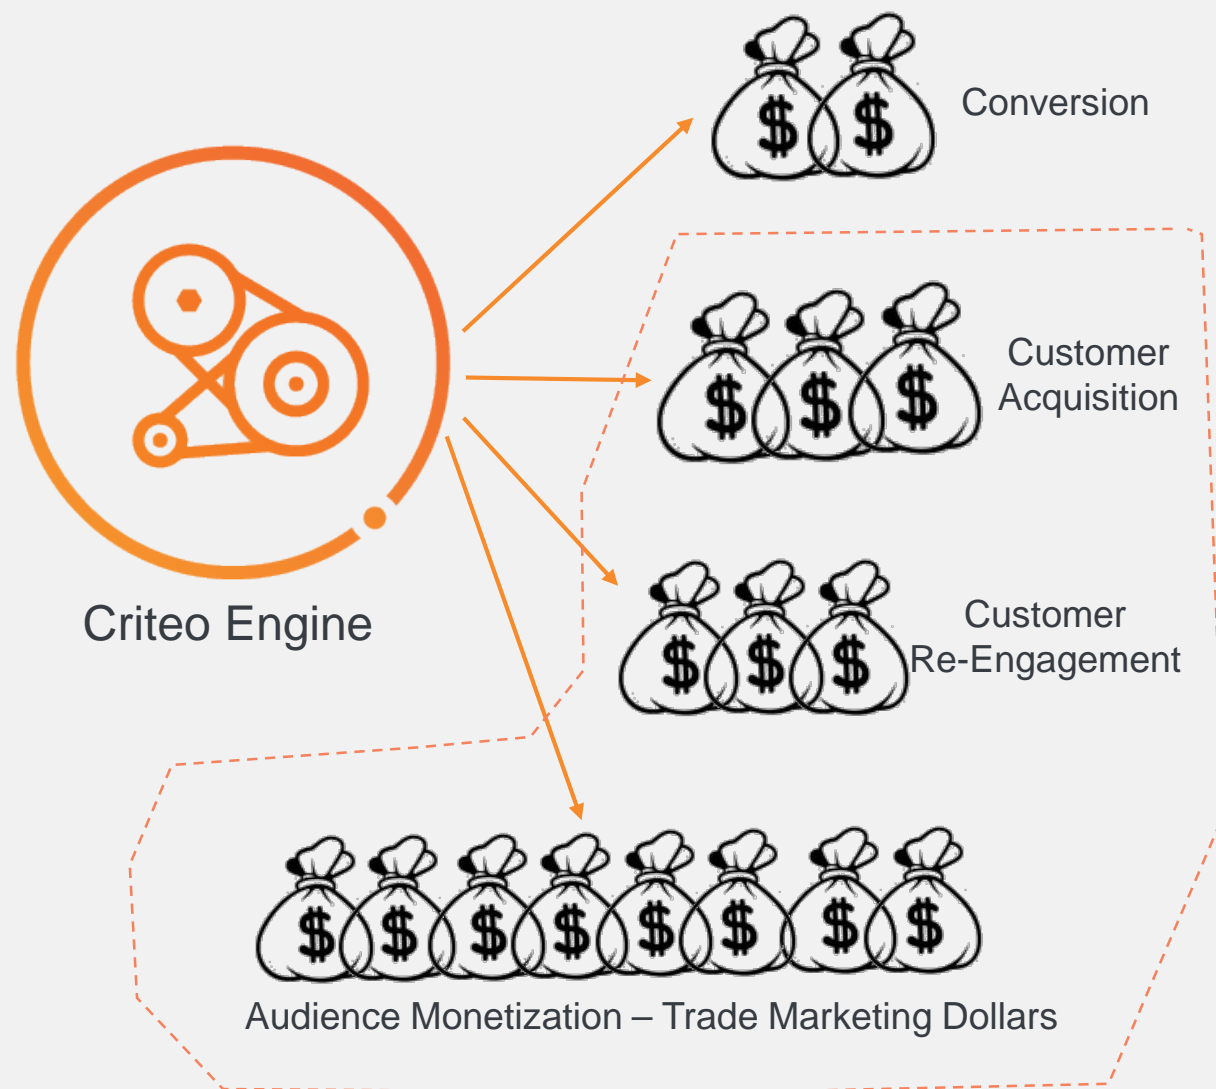 Conversion
$ $
Customer
Acquisition
$ $ $
Criteo Engine
Customer
Re-Engagement
$ $ $
$ $ $ $ $ $ $ $
Audience Monetization – Trade Marketing Dollars